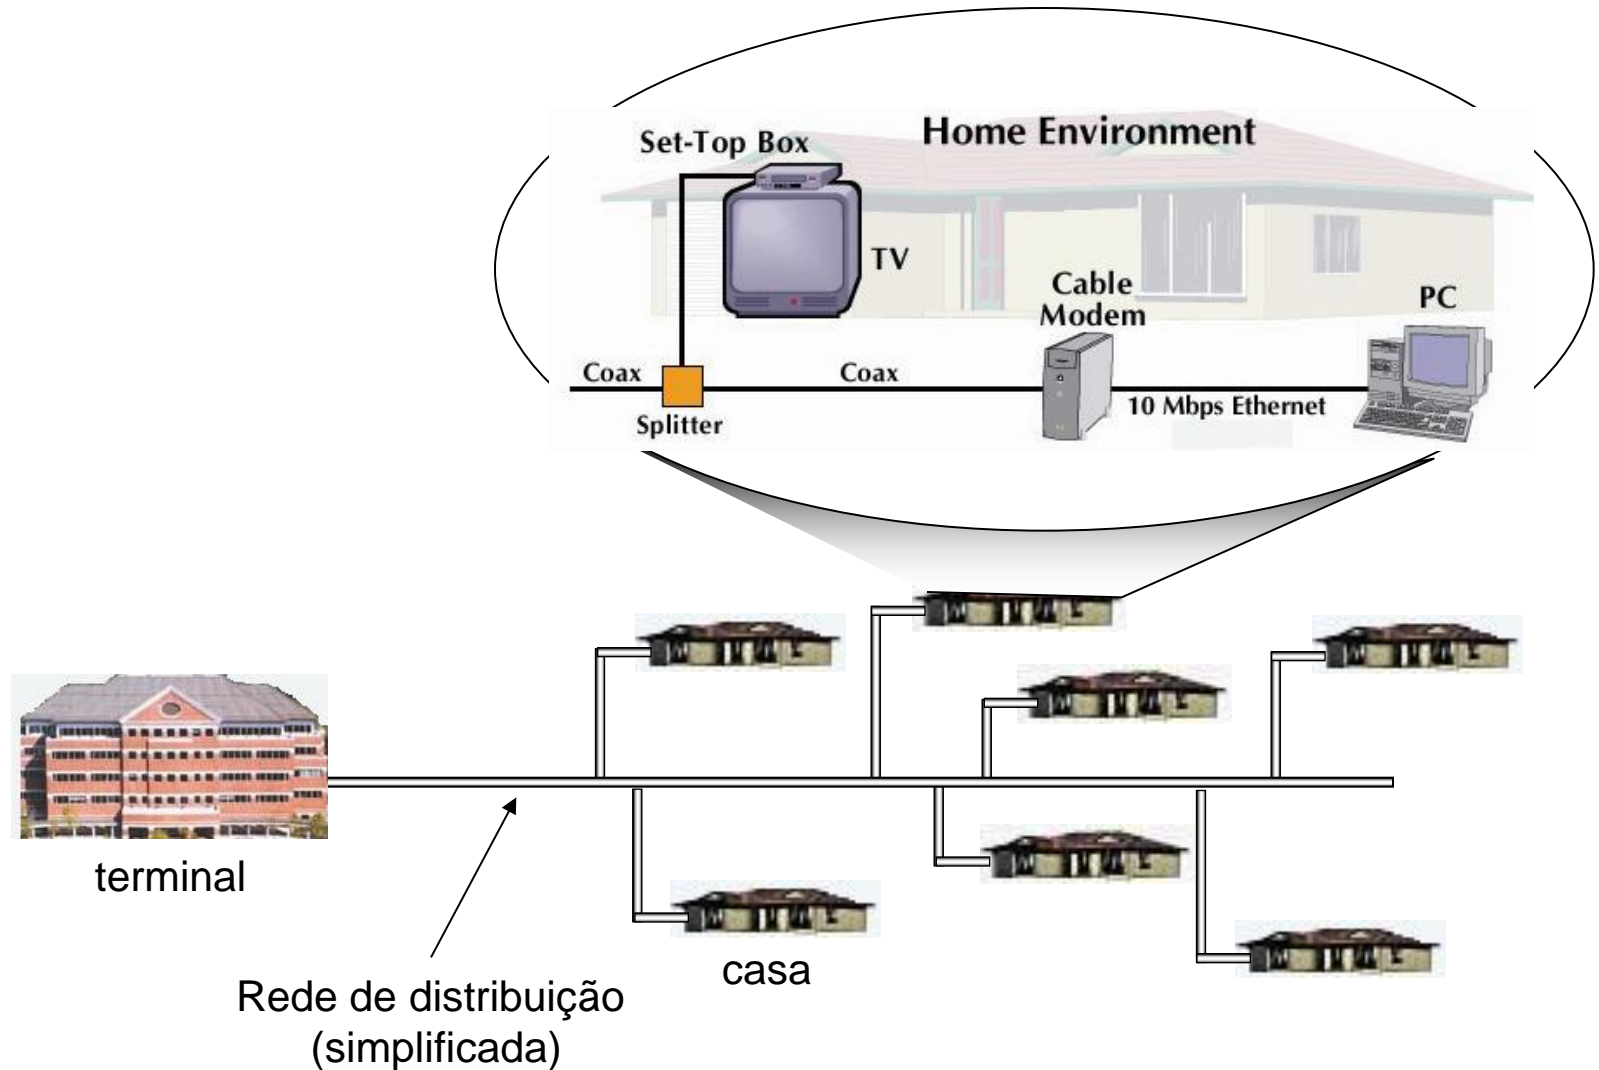 Home Environment
Set-Top Box
TV
Cable
Modem
PC
Coax
Coax
10 Mbps Ethernet
Splitter
terminal
casa
Rede de distribuição
(simplificada)